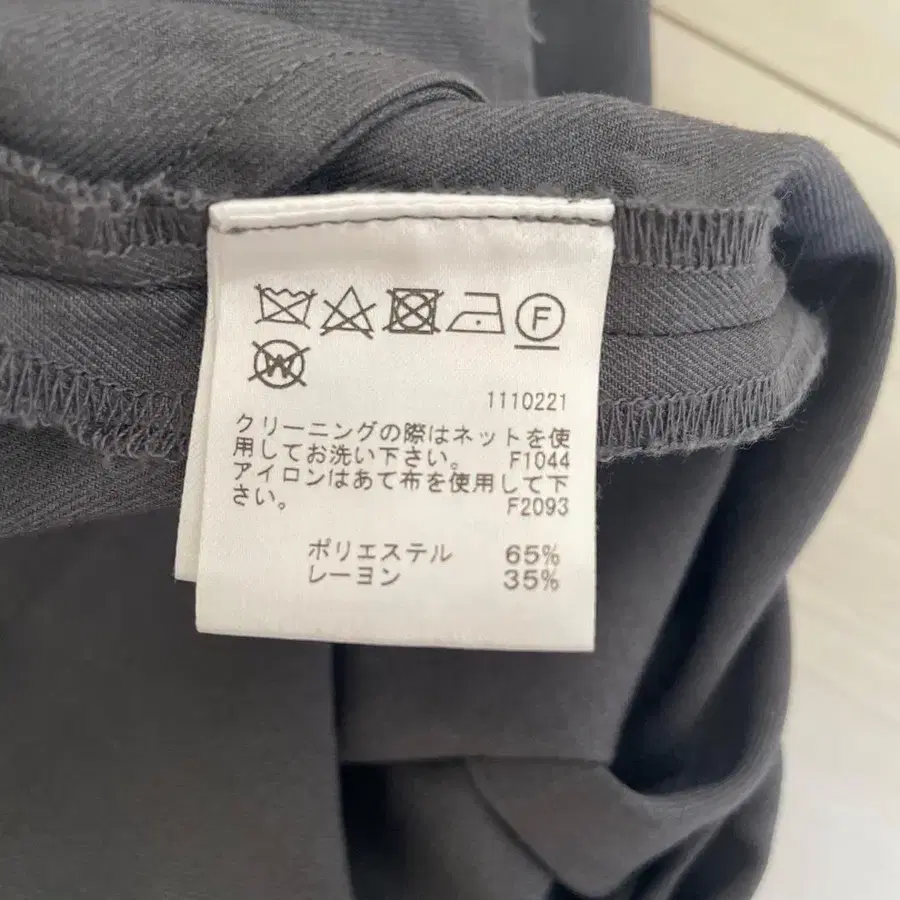 F
W
1110221
クリーニングの際はネットを使
用してお洗い下さい。 F1044
アイロンはあて布を使用して下
さい。 F2093
ポリエステル 65%
レーヨン 35%